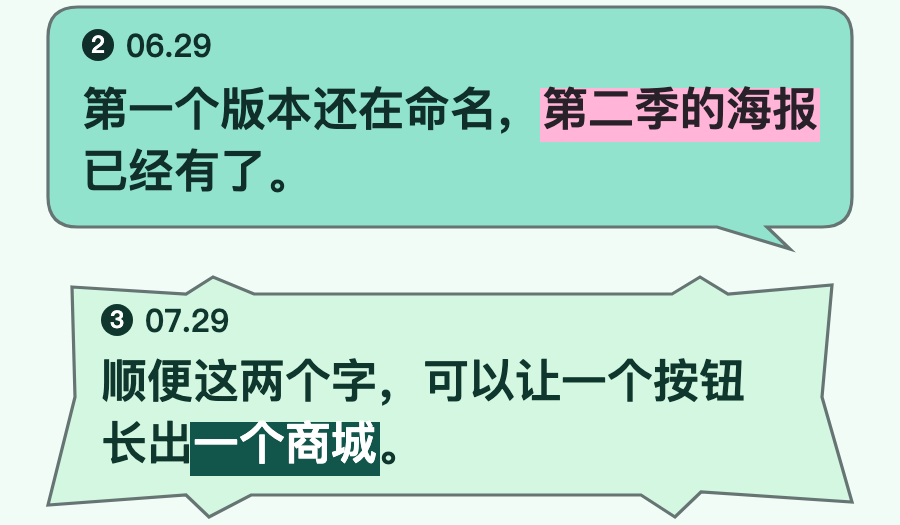 2 06.29
第一个版本还在命名，第二季的海报
已经有了。
3 07.29
顺便这两个字，可以让一个按钮
长出一个商城。